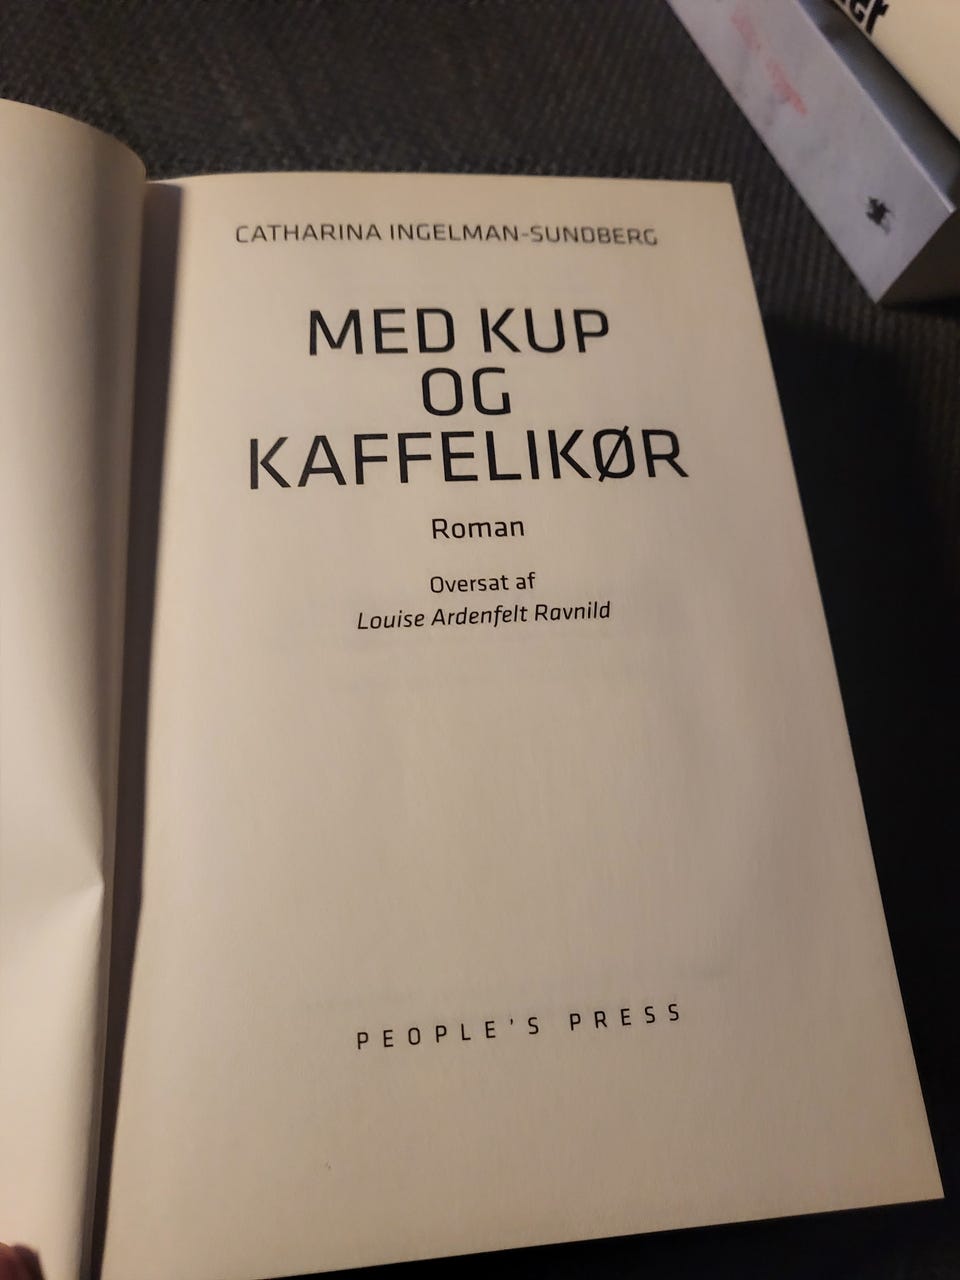 CATHARINA INGELMAN-SUNDBERG
MED KUP
OG
KAFFELIKØR
Roman
Oversat af
Louise Ardenfelt Ravnild
PEOPLE'S PRESS